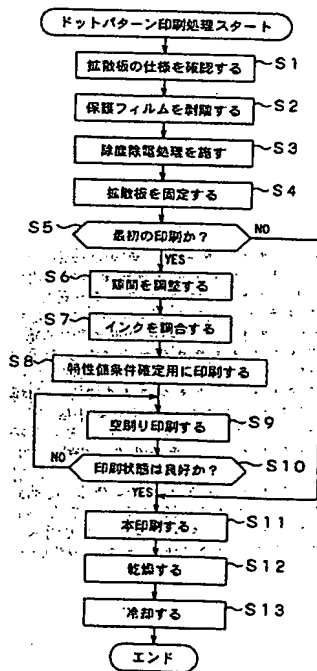 ドットパターン印刷処理スタート
拡散板の仕様を確認する S1
保護フィルムを剥離する S2
除塵除電処理を施す S3
拡散板を固定する S4
S5 最初の印刷か? NO
YES
S6 隙間を調整する
S7 インクを調合する
S8 特性値条件確定用に印刷する
空刷り印刷する S9
NO 印刷状態は良好か? S10
YES
本印刷する S11
乾燥する S12
冷却する S13
エンド